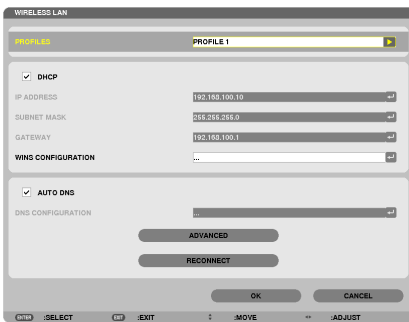 WIRELESS LAN
PROFILES PROFILE 1
DHCP
IP ADDRESS 192.168.100.10
SUBNET MASK 255.255.255.0
GATEWAY 192.168.100.1
WINS CONFIGURATION ...
AUTO DNS
DNS CONFIGURATION ...
ADVANCED
RECONNECT
OK CANCEL
ENTER :SELECT EXIT :EXIT :MOVE :ADJUST